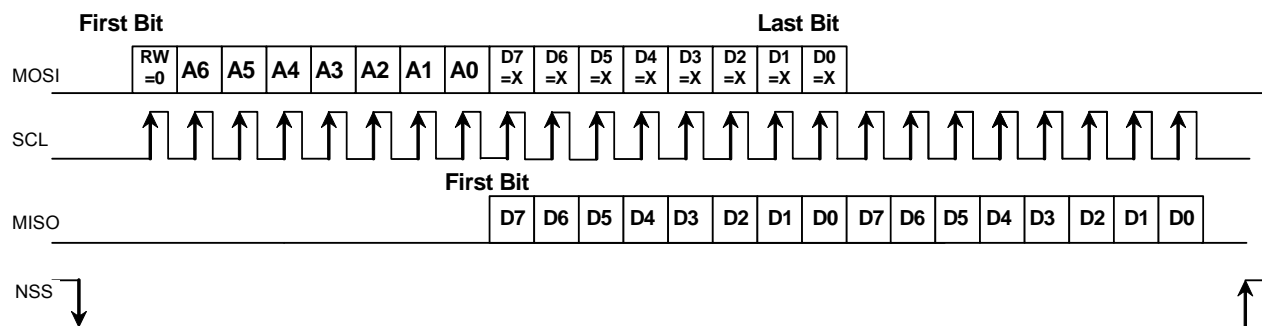 First Bit Last Bit
MOSI RW =0 A6 A5 A4 A3 A2 A1 A0 D7 =X D6 =X D5 =X D4 =X D3 =X D2 =X D1 =X D0 =X
SCL
First Bit
MISO D7 D6 D5 D4 D3 D2 D1 D0 D7 D6 D5 D4 D3 D2 D1 D0
NSS